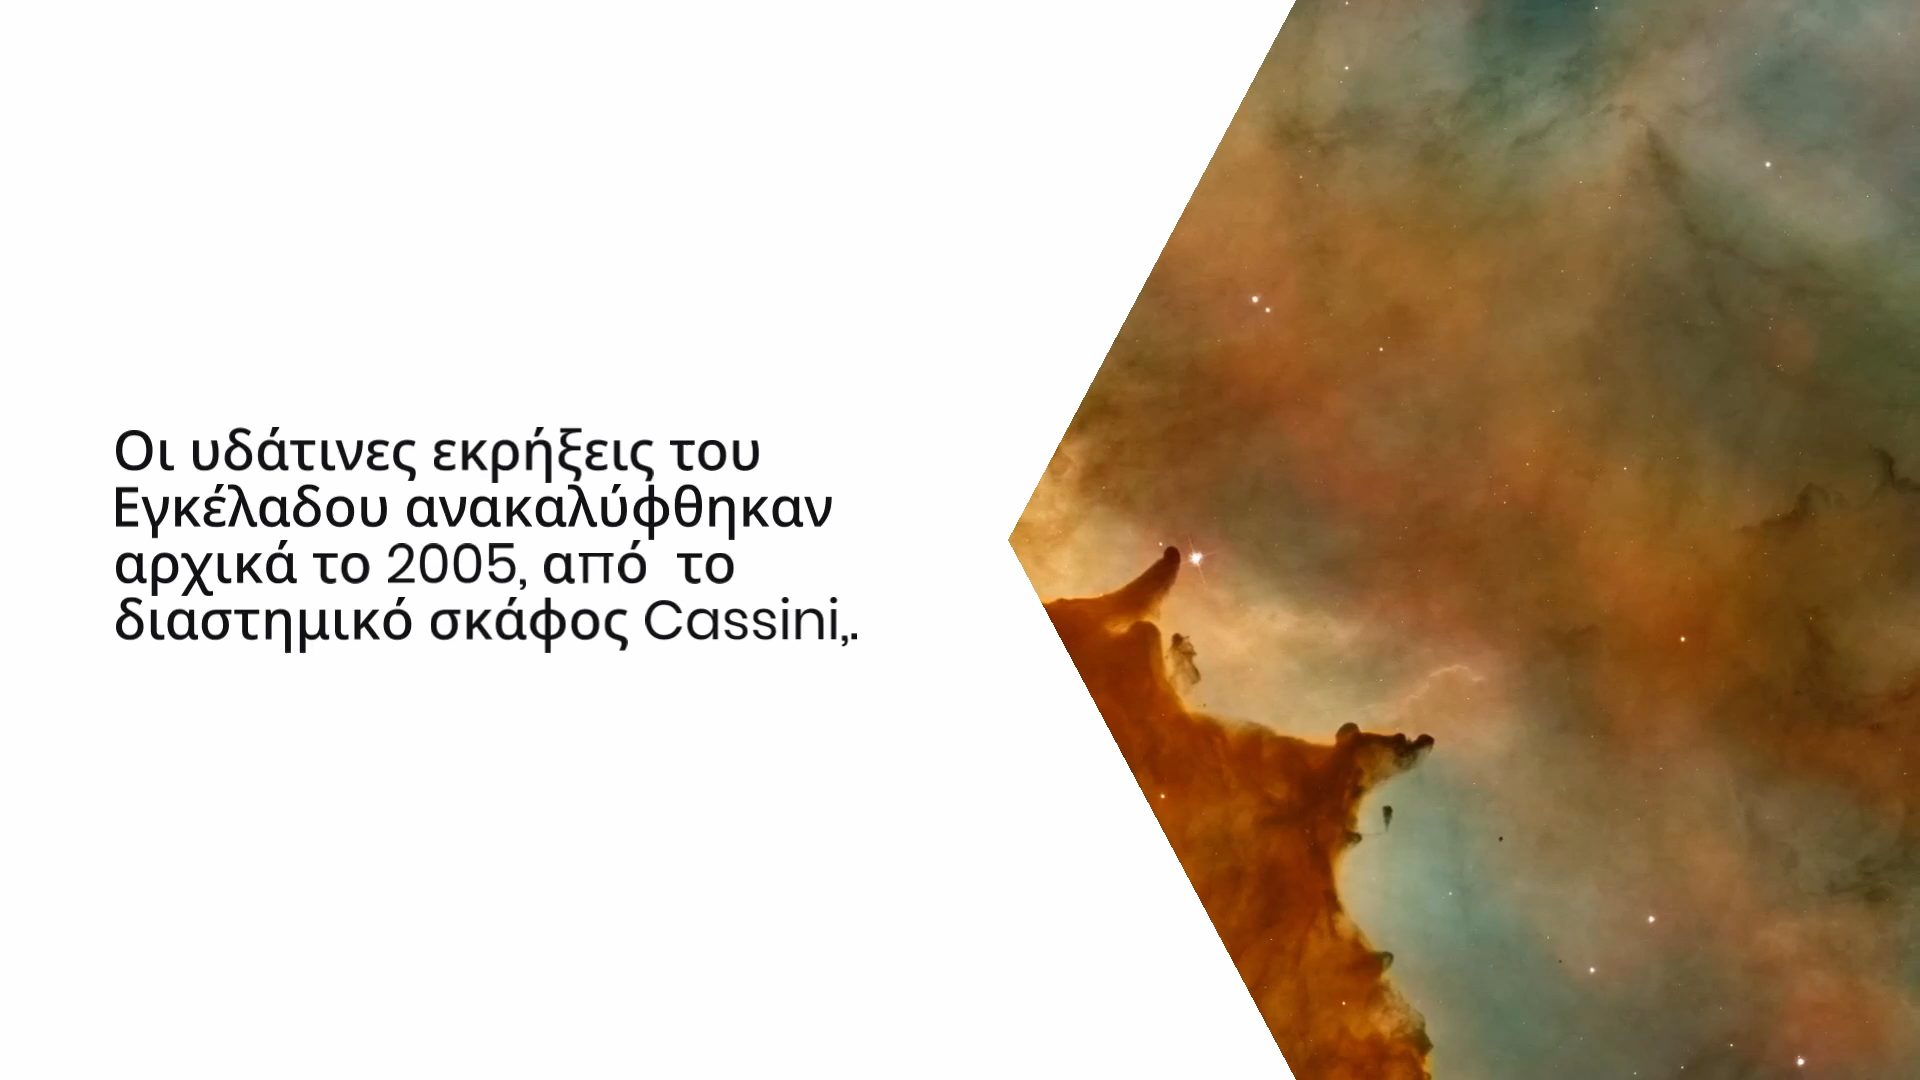 Οι υδάτινες εκρήξεις του
Εγκέλαδου ανακαλύφθηκαν
αρχικά το 2005, από  το
διαστημικό σκάφος Cassini,.